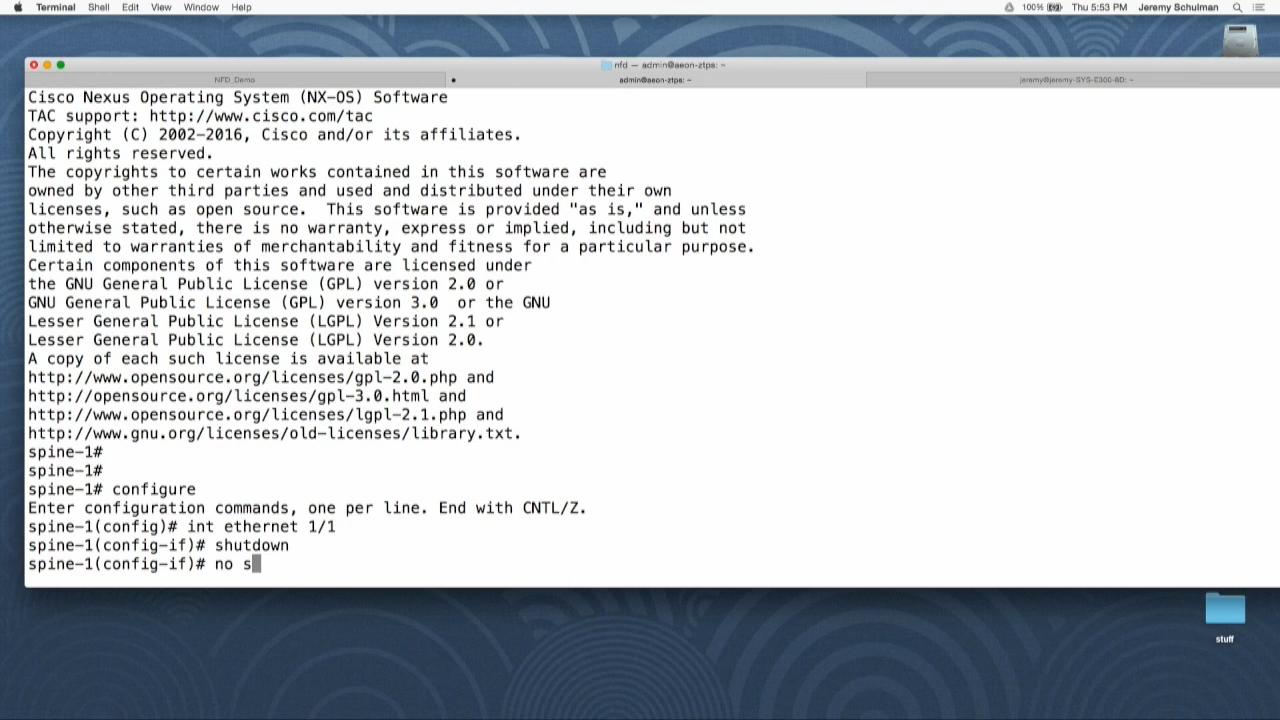 Terminal Shell Edit View Window Help
100% Thu 5:53 PM Jeremy Schulman
nfd — admin@aeon-ztps: ~
NFD_Demo
admin@aeon-ztps: ~
jeremy@jeremy-SYS-E300-8D: ~
Cisco Nexus Operating System (NX-OS) Software
TAC support: http://www.cisco.com/tac
Copyright (C) 2002-2016, Cisco and/or its affiliates.
All rights reserved.
The copyrights to certain works contained in this software are
owned by other third parties and used and distributed under their own
licenses, such as open source.  This software is provided "as is," and unless
otherwise stated, there is no warranty, express or implied, including but not
limited to warranties of merchantability and fitness for a particular purpose.
Certain components of this software are licensed under
the GNU General Public License (GPL) version 2.0 or
GNU General Public License (GPL) version 3.0  or the GNU
Lesser General Public License (LGPL) Version 2.1 or
Lesser General Public License (LGPL) Version 2.0.
A copy of each such license is available at
http://www.opensource.org/licenses/gpl-2.0.php and
http://opensource.org/licenses/gpl-3.0.html and
http://www.opensource.org/licenses/lgpl-2.1.php and
http://www.gnu.org/licenses/old-licenses/library.txt.
spine-1#
spine-1#
spine-1# configure
Enter configuration commands, one per line. End with CNTL/Z.
spine-1(config)# int ethernet 1/1
spine-1(config-if)# shutdown
spine-1(config-if)# no s
stuff